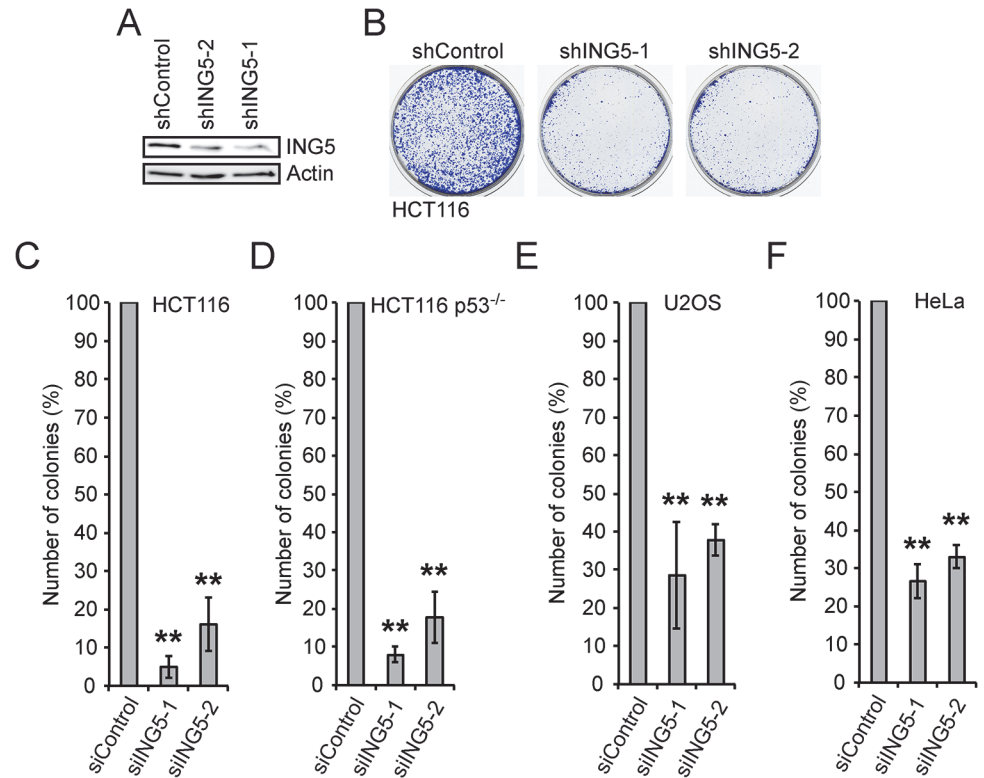 A
shControl
shING5-2
shING5-1
ING5
Actin
B
shControl shING5-1 shING5-2
HCT116
C
HCT116
Number of colonies (%)
100
90
80
70
60
50
40
30
20
10
0
**
**
siControl
siING5-1
siING5-2
D
HCT116 p53-/-
Number of colonies (%)
100
90
80
70
60
50
40
30
20
10
0
**
**
siControl
siING5-1
siING5-2
E
U2OS
Number of colonies (%)
100
90
80
70
60
50
40
30
20
10
0
**
**
siControl
siING5-1
siING5-2
F
HeLa
Number of colonies (%)
100
90
80
70
60
50
40
30
20
10
0
**
**
siControl
siING5-1
siING5-2